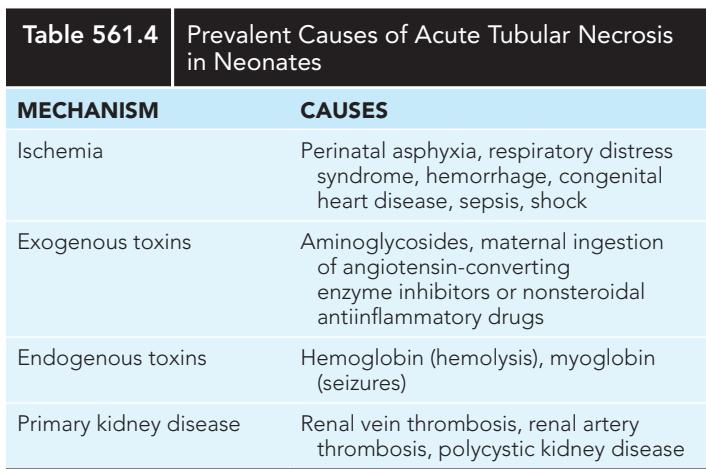 Table 561.4 Prevalent Causes of Acute Tubular Necrosis
in Neonates
MECHANISM CAUSES
Ischemia Perinatal asphyxia, respiratory distress
syndrome, hemorrhage, congenital
heart disease, sepsis, shock
Exogenous toxins Aminoglycosides, maternal ingestion
of angiotensin-converting
enzyme inhibitors or nonsteroidal
antiinflammatory drugs
Endogenous toxins Hemoglobin (hemolysis), myoglobin
(seizures)
Primary kidney disease Renal vein thrombosis, renal artery
thrombosis, polycystic kidney disease